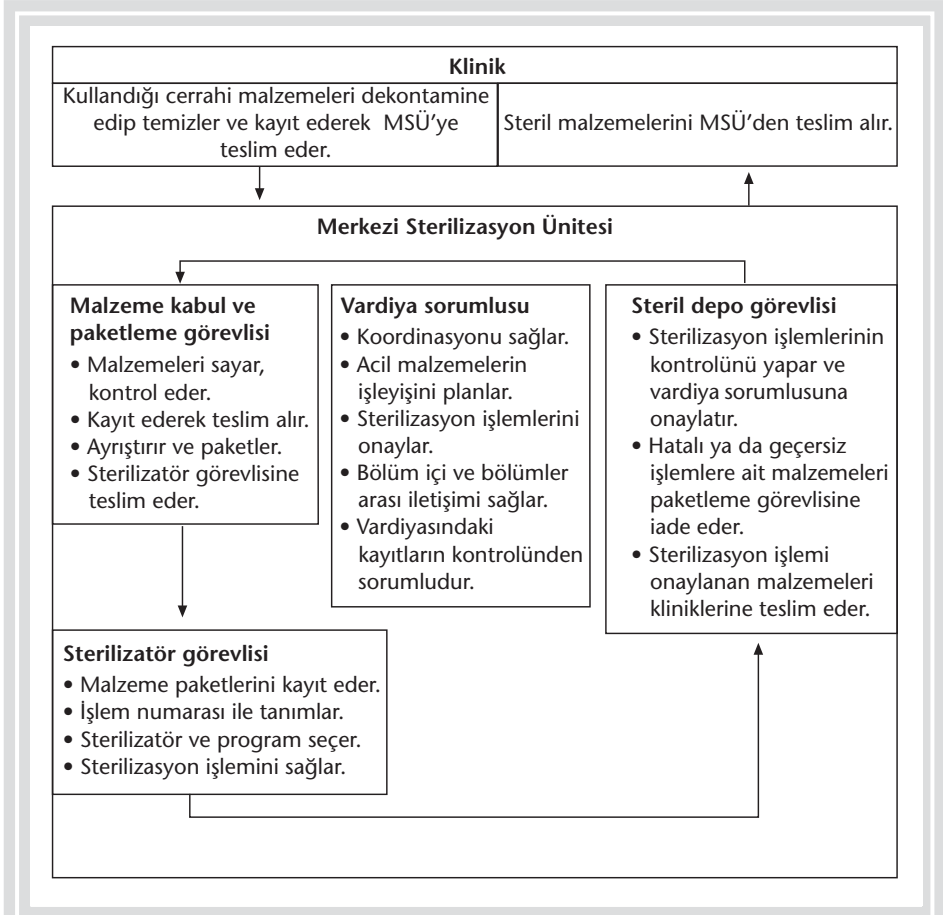 Klinik
Kullandığı cerrahi malzemeleri dekontamine
edip temizler ve kayıt ederek MSÜ'ye
teslim eder.
Steril malzemelerini MSÜ'den teslim alır.
Merkezi Sterilizasyon Ünitesi
Malzeme kabul ve
paketleme görevlisi
• Malzemeleri sayar,
kontrol eder.
• Kayıt ederek teslim alır.
• Ayrıştırır ve paketler.
• Sterilizatör görevlisine
teslim eder.
Vardiya sorumlusu
• Koordinasyonu sağlar.
• Acil malzemelerin
işleyişini planlar.
• Sterilizasyon işlemlerini
onaylar.
• Bölüm içi ve bölümler
arası iletişimi sağlar.
• Vardiyasındaki
kayıtların kontrolünden
sorumludur.
Steril depo görevlisi
• Sterilizasyon işlemlerinin
kontrolünü yapar ve
vardiya sorumlusuna
onaylatır.
• Hatalı ya da geçersiz
işlemlere ait malzemeleri
paketleme görevlisine
iade eder.
• Sterilizasyon işlemi
onaylanan malzemeleri
kliniklerine teslim eder.
Sterilizatör görevlisi
• Malzeme paketlerini kayıt eder.
• İşlem numarası ile tanımlar.
• Sterilizatör ve program seçer.
• Sterilizasyon işlemini sağlar.